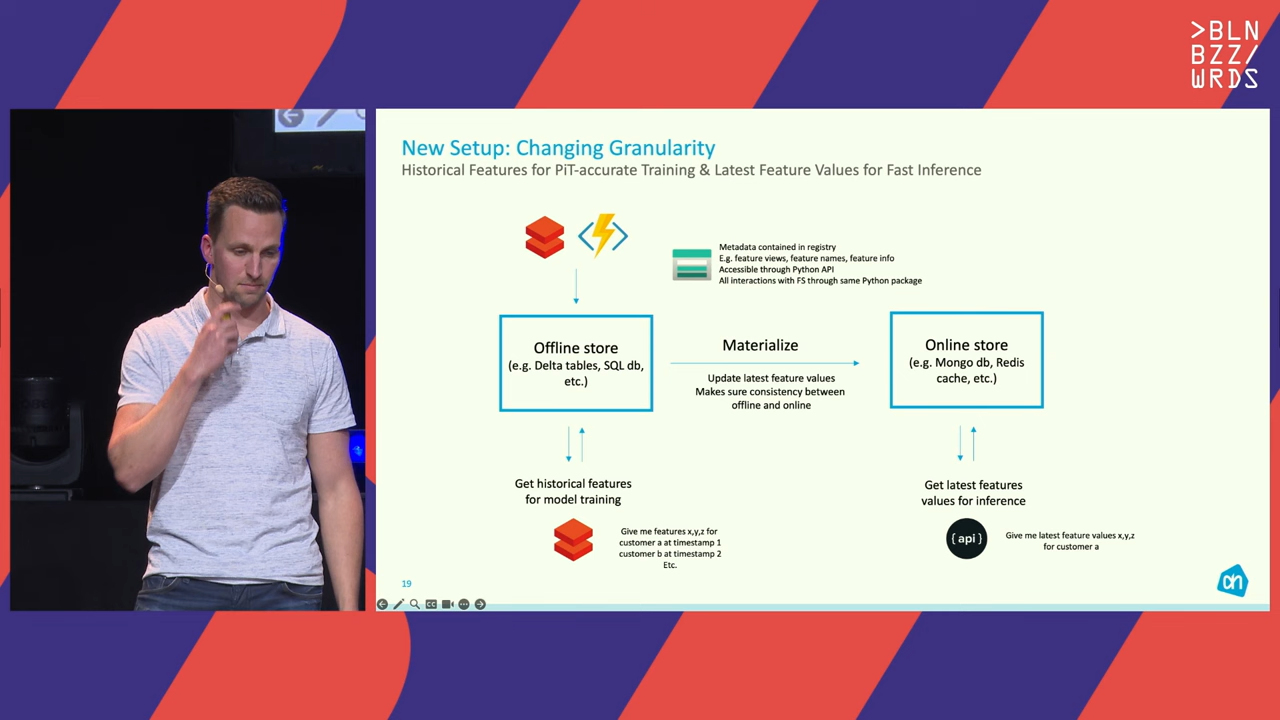 >BLN
BZZ/
WRDS
New Setup: Changing Granularity
Historical Features for PiT-accurate Training & Latest Feature Values for Fast Inference
Metadata contained in registry
E.g. feature views, feature names, feature info
Accessible through Python API
All interactions with FS through same Python package
Offline store
(e.g. Delta tables, SQL db,
etc.)
Materialize
Update latest feature values
Makes sure consistency between
offline and online
Online store
(e.g. Mongo db, Redis
cache, etc.)
Get historical features
for model training
Give me features x,y,z for
customer a at timestamp 1
customer b at timestamp 2
Etc.
Get latest features
values for inference
{ api }
Give me latest feature values x,y,z
for customer a
19
CC
ah